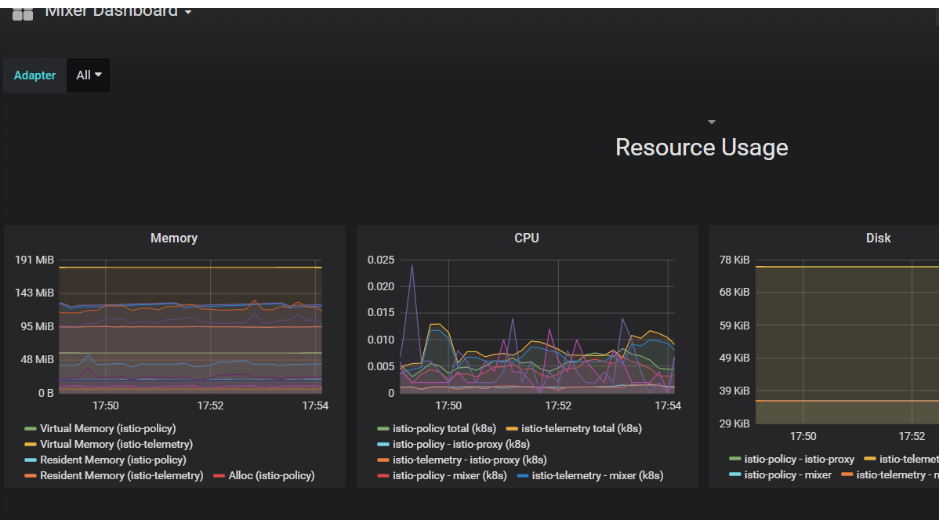 Mixer Dashboard
Adapter All
Resource Usage
Memory
191 MiB
143 MiB
95 MiB
48 MiB
0 B
17:50 17:52 17:54
Virtual Memory (istio-policy)
Virtual Memory (istio-telemetry)
Resident Memory (istio-policy)
Resident Memory (istio-telemetry) Alloc (istio-policy)
CPU
0.025
0.020
0.015
0.010
0.005
0
17:50 17:52 17:54
istio-policy total (k8s) istio-telemetry total (k8s)
istio-policy - istio-proxy (k8s)
istio-telemetry - istio-proxy (k8s)
istio-policy - mixer (k8s) istio-telemetry - mixer (k8s)
Disk
78 KiB
68 KiB
59 KiB
49 KiB
39 KiB
29 KiB
17:50 17:52
istio-policy - istio-proxy istio-telemet
istio-policy - mixer istio-telemetry - m